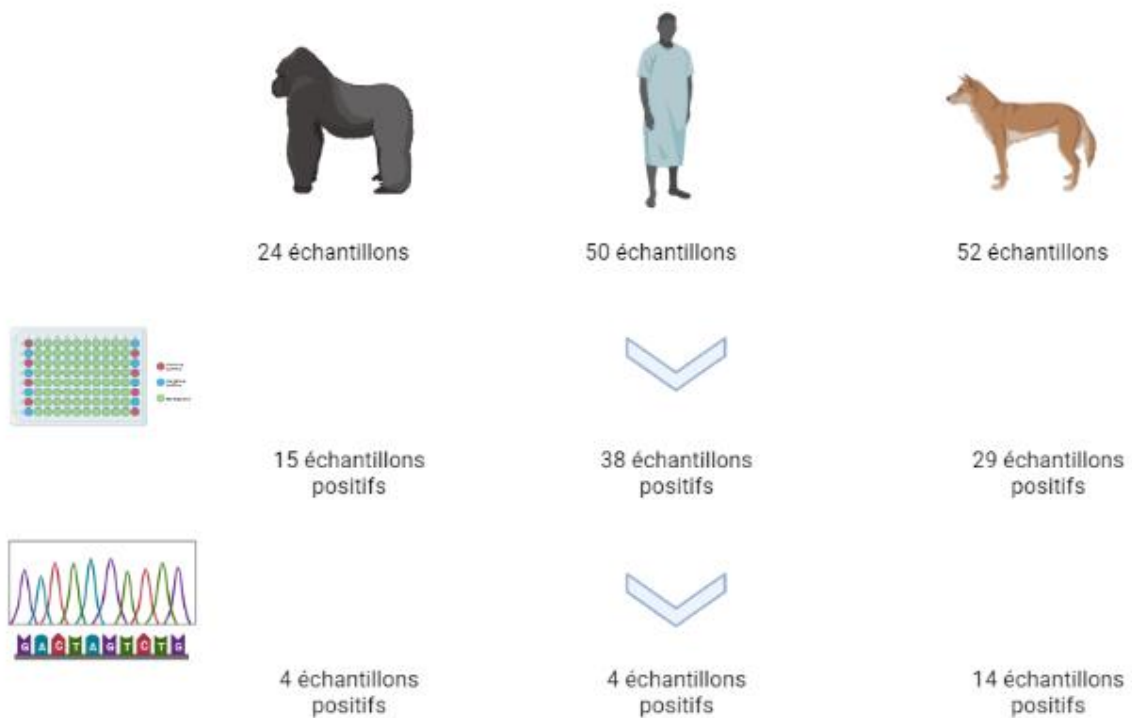 24 échantillons
50 échantillons
52 échantillons
15 échantillons
positifs
38 échantillons
positifs
29 échantillons
positifs
G A C T A G T C T G
4 échantillons
positifs
4 échantillons
positifs
14 échantillons
positifs